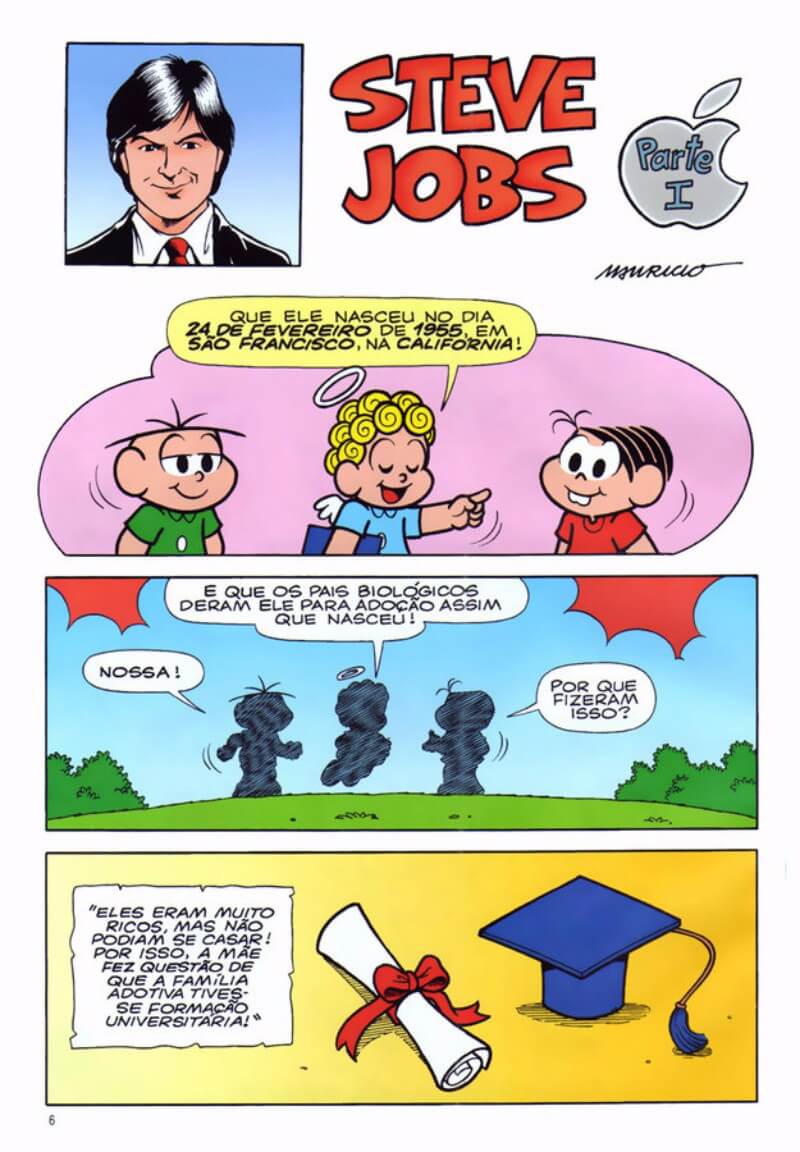 STEVE
JOBS
Parte
I
MAURICIO
QUE ELE NASCEU NO DIA
24 DE FEVEREIRO DE 1955, EM
SÃO FRANCISCO, NA CALIFÓRNIA!
E QUE OS PAIS BIOLÓGICOS
DERAM ELE PARA ADOÇÃO ASSIM
QUE NASCEU!
NOSSA!
POR QUE
FIZERAM
ISSO?
"ELES ERAM MUITO
RICOS, MAS NÃO
PODIAM SE CASAR!
POR ISSO, A MÃE
FEZ QUESTÃO DE
QUE A FAMÍLIA
ADOTIVA TIVES-
SE FORMAÇÃO
UNIVERSITÁRIA!"
6